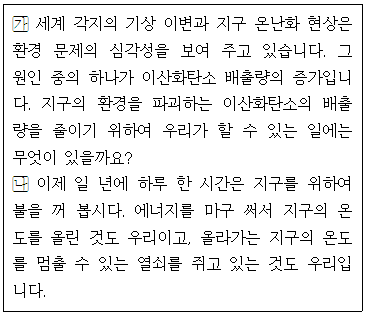 가 세계 각지의 기상 이변과 지구 온난화 현상은
환경 문제의 심각성을 보여 주고 있습니다. 그
원인 중의 하나가 이산화탄소 배출량의 증가입니
다. 지구의 환경을 파괴하는 이산화탄소의 배출
량을 줄이기 위하여 우리가 할 수 있는 일에는
무엇이 있을까요?
나 이제 일 년에 하루 한 시간은 지구를 위하여
불을 꺼 봅시다. 에너지를 마구 써서 지구의 온
도를 올린 것도 우리이고, 올라가는 지구의 온도
를 멈출 수 있는 열쇠를 쥐고 있는 것도 우리입
니다.